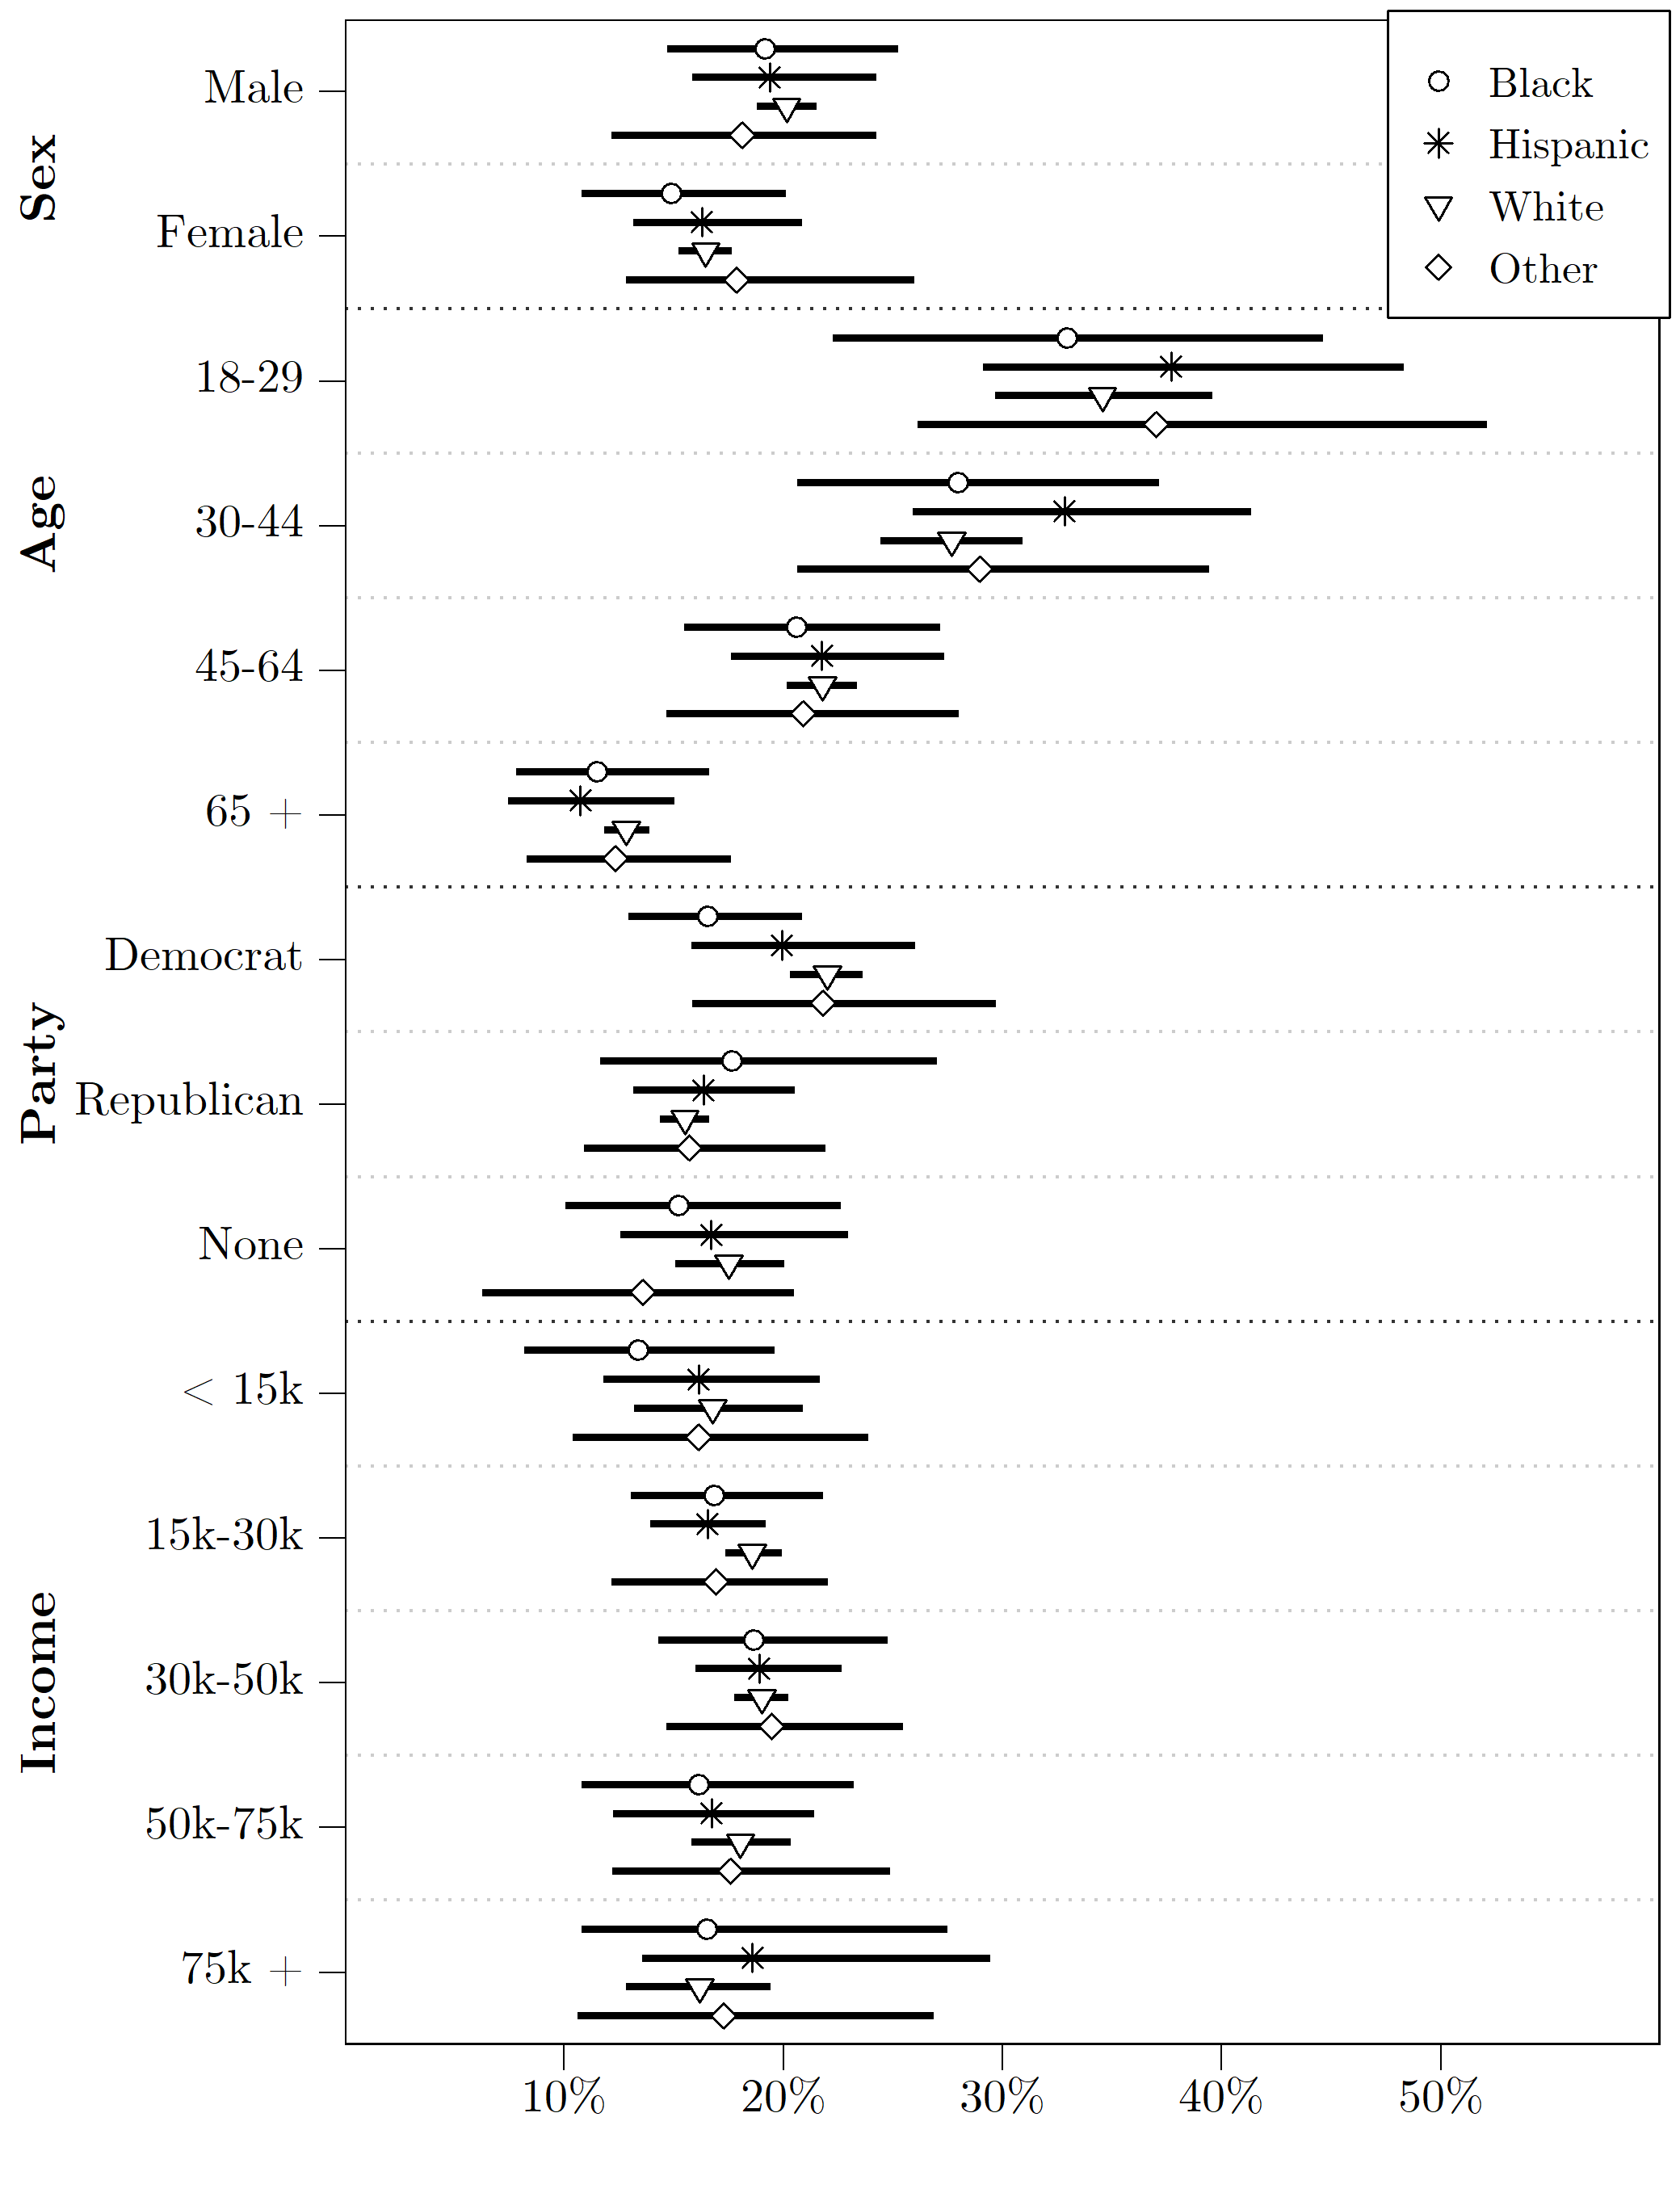 Black
Hispanic
White
Other
Sex
Male
Female
Age
18-29
30-44
45-64
65 +
Party
Democrat
Republican
None
Income
< 15k
15k-30k
30k-50k
50k-75k
75k +
10% 20% 30% 40% 50%